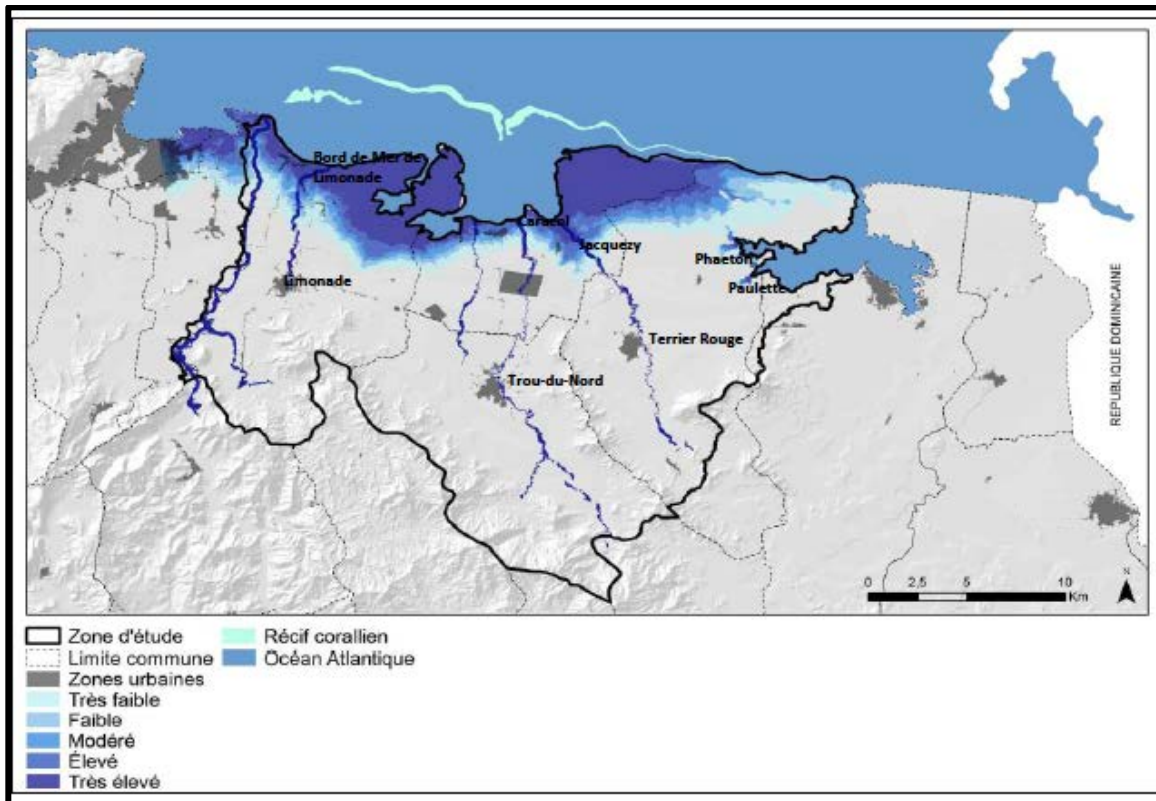 Bord de Mer de
Limonade
Caracol
Jacquezy
Phaeton
Limonade
Paulette
Terrier Rouge
Trou-du-Nord
REPUBLIQUE DOMINICAINE
0 2,5 5 10
Km
N
Zone d'étude
Limite commune
Zones urbaines
Très faible
Faible
Modéré
Élevé
Très élevé
Récif corallien
Océan Atlantique